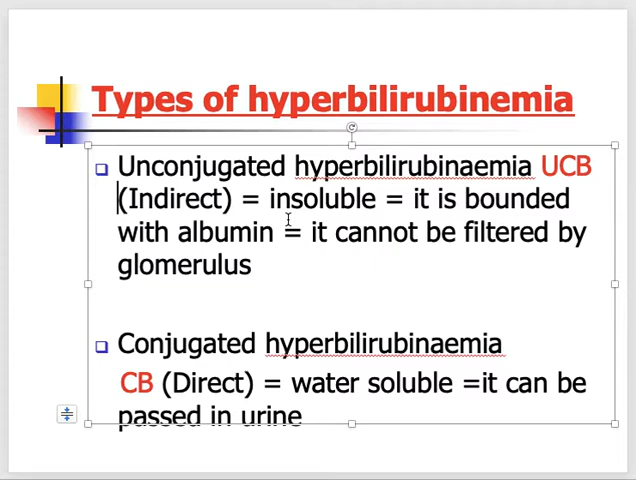 Types of hyperbilirubinemia
Unconjugated hyperbilirubinaemia UCB
(Indirect) = insoluble = it is bounded
with albumin = it cannot be filtered by
glomerulus
Conjugated hyperbilirubinaemia
CB (Direct) = water soluble =it can be
passed in urine